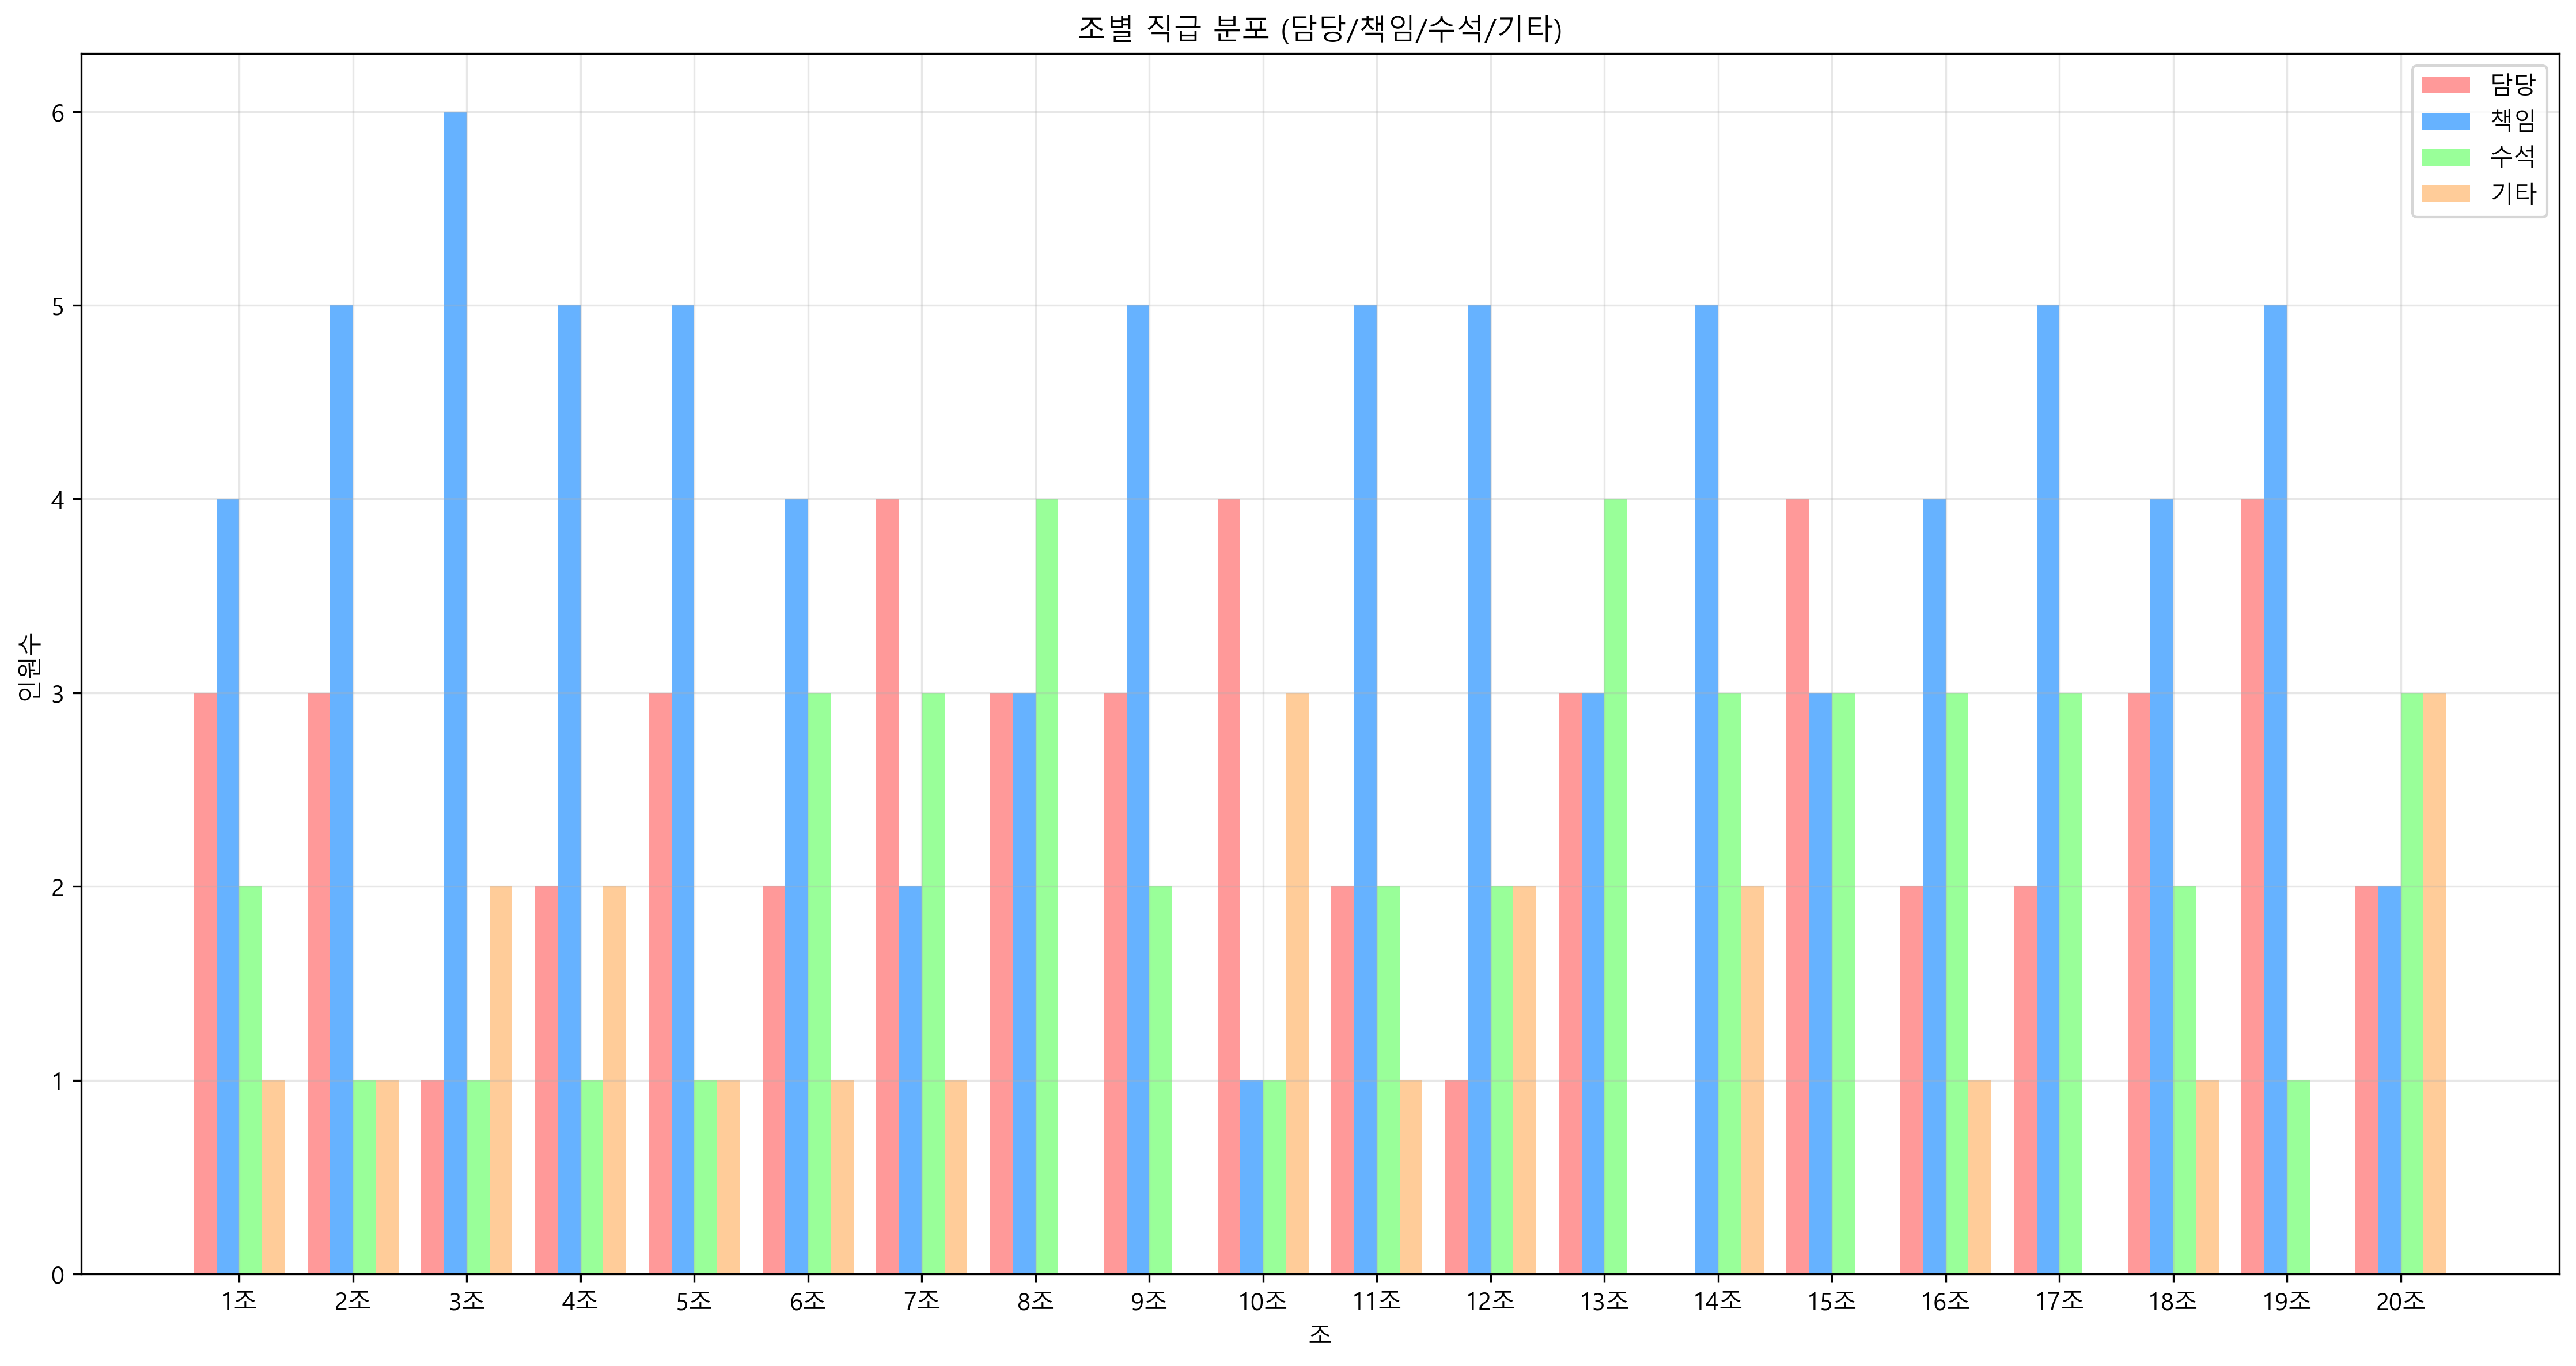 조별 직급 분포 (담당/책임/수석/기타)
담당
책임
수석
기타
인원수
6
5
4
3
2
1
0
1조 2조 3조 4조 5조 6조 7조 8조 9조 10조 11조 12조 13조 14조 15조 16조 17조 18조 19조 20조
조